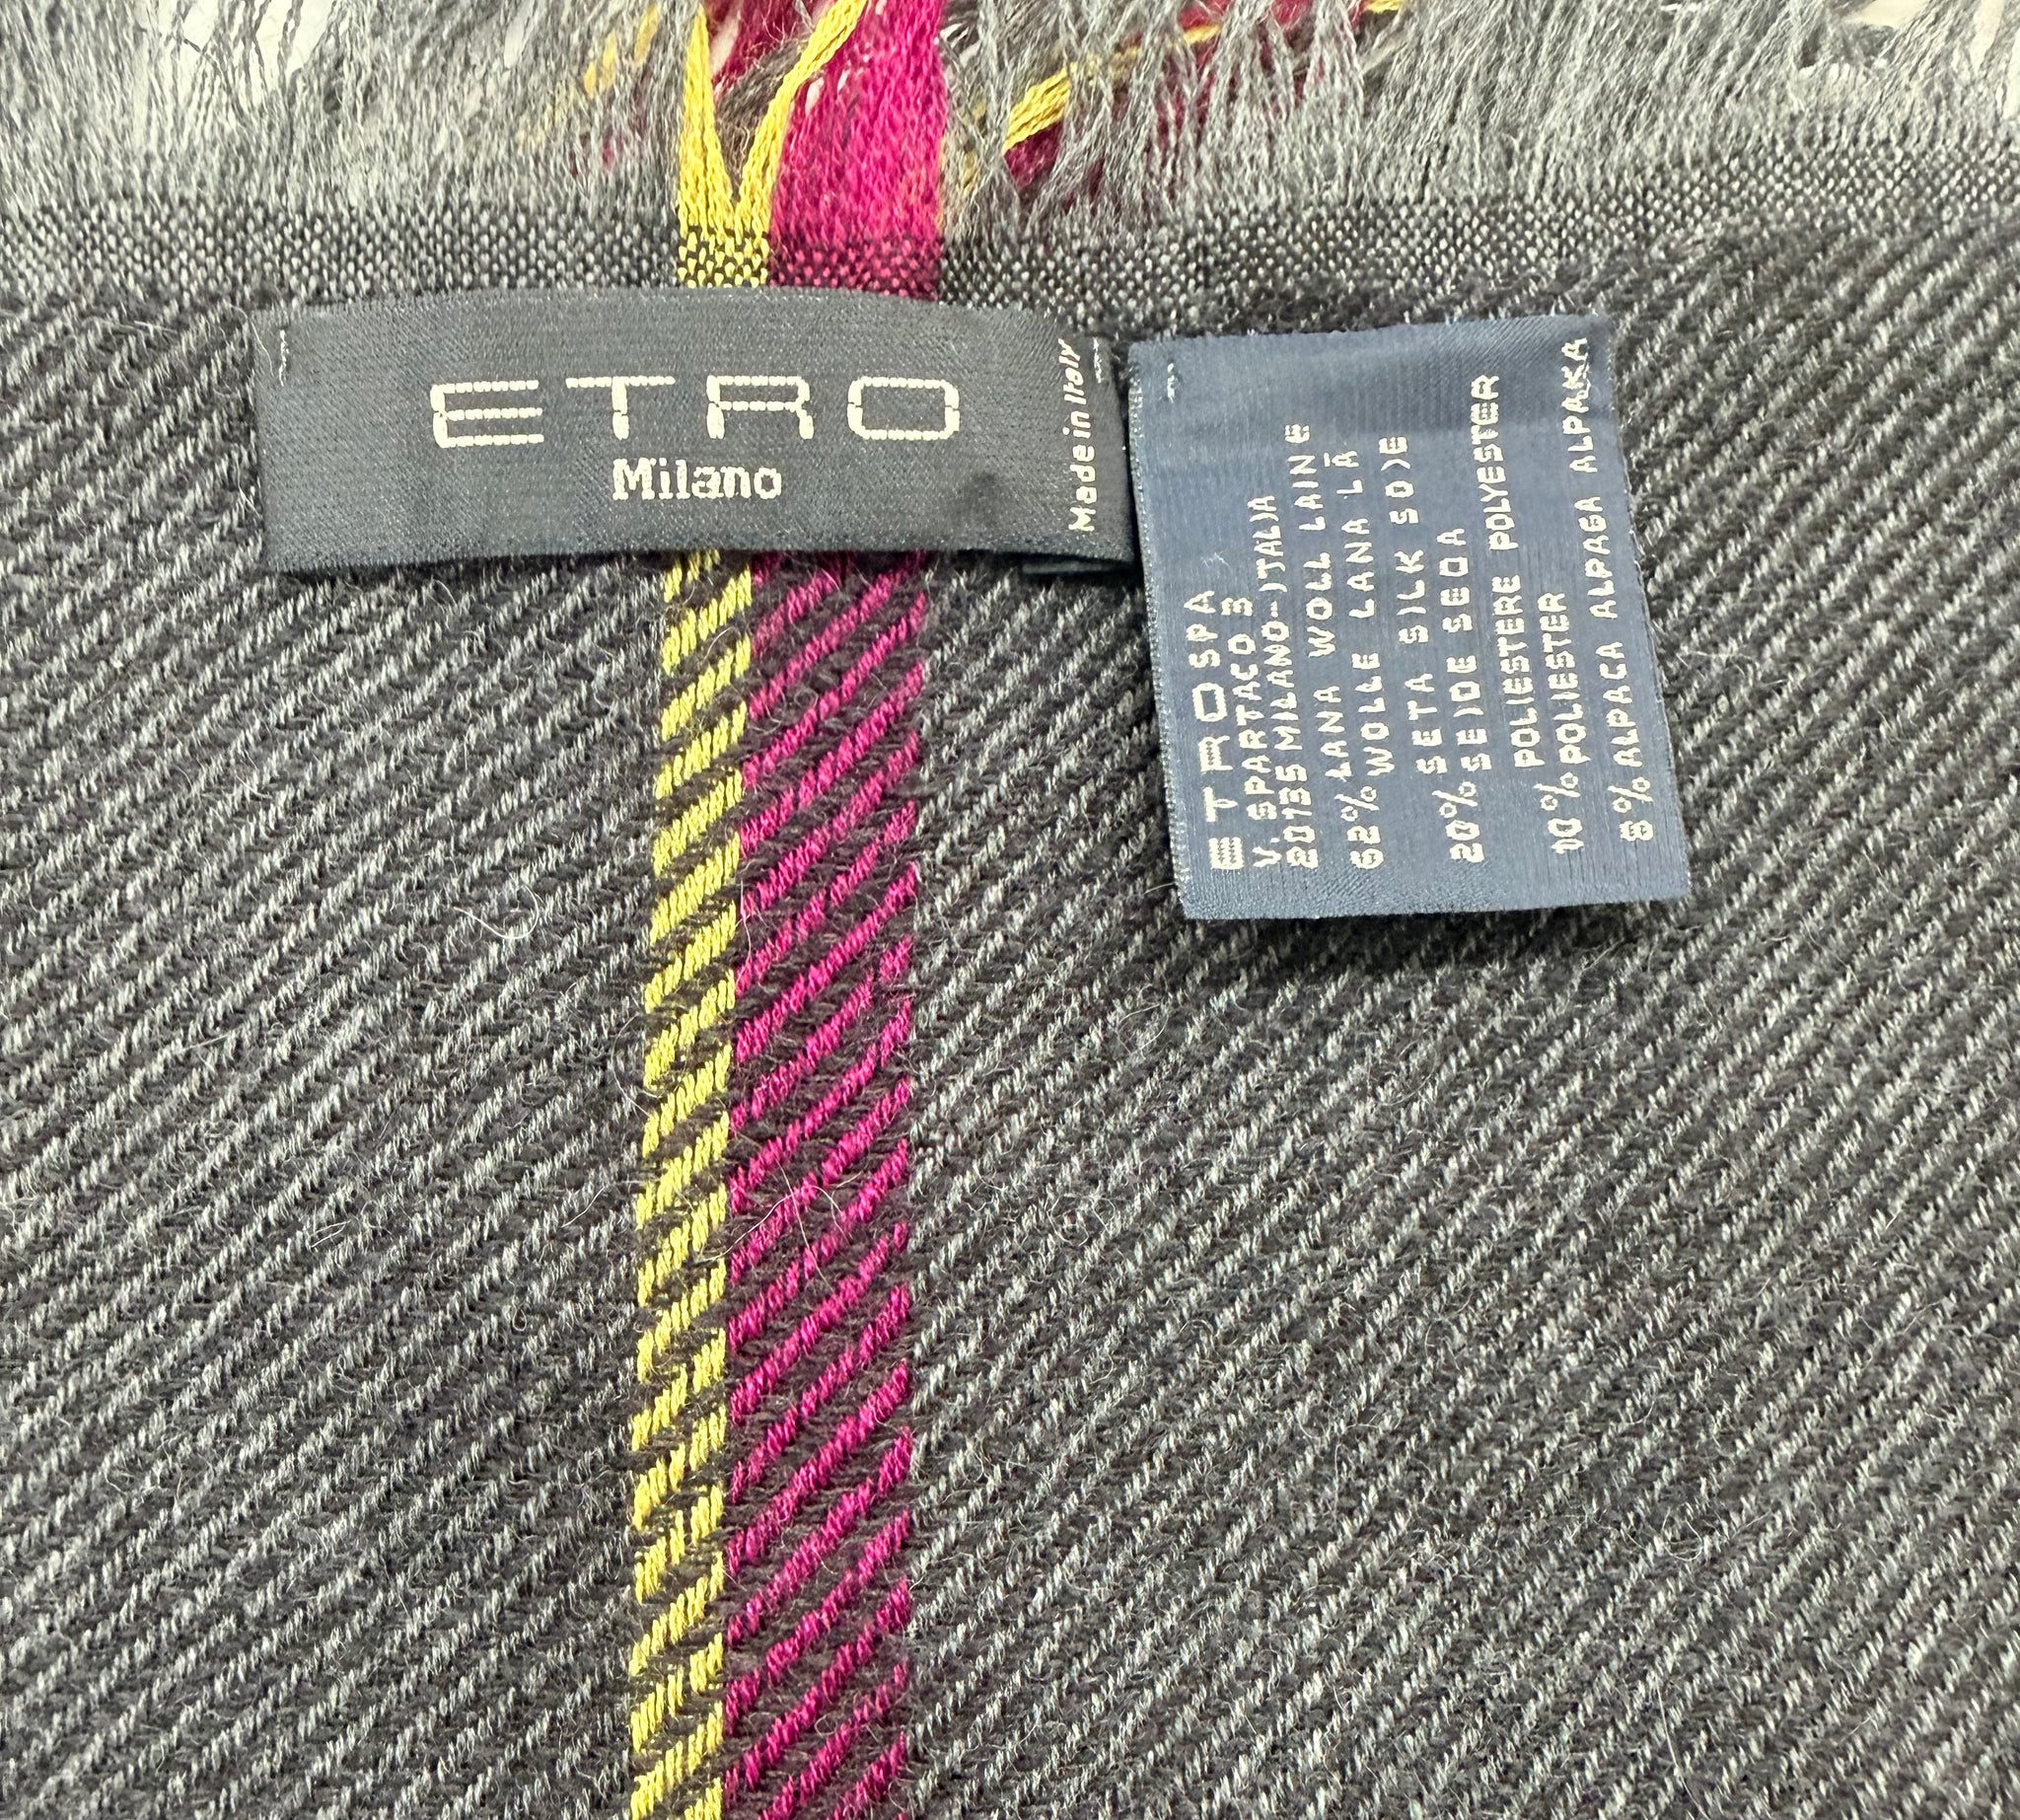 ETRO
Milano
Made in Italy
ETRO SPA
V. SPARTACO 3
20135 MILANO-ITALIA
62% LANA WOLL LAINE
WOLLE LANA LÃ
20% SETA SILK SOIE
SEIDE SEDA
POLIESTERE POLYESTER
10% POLIESTER
8% ALPACA ALPAGA ALPAKA